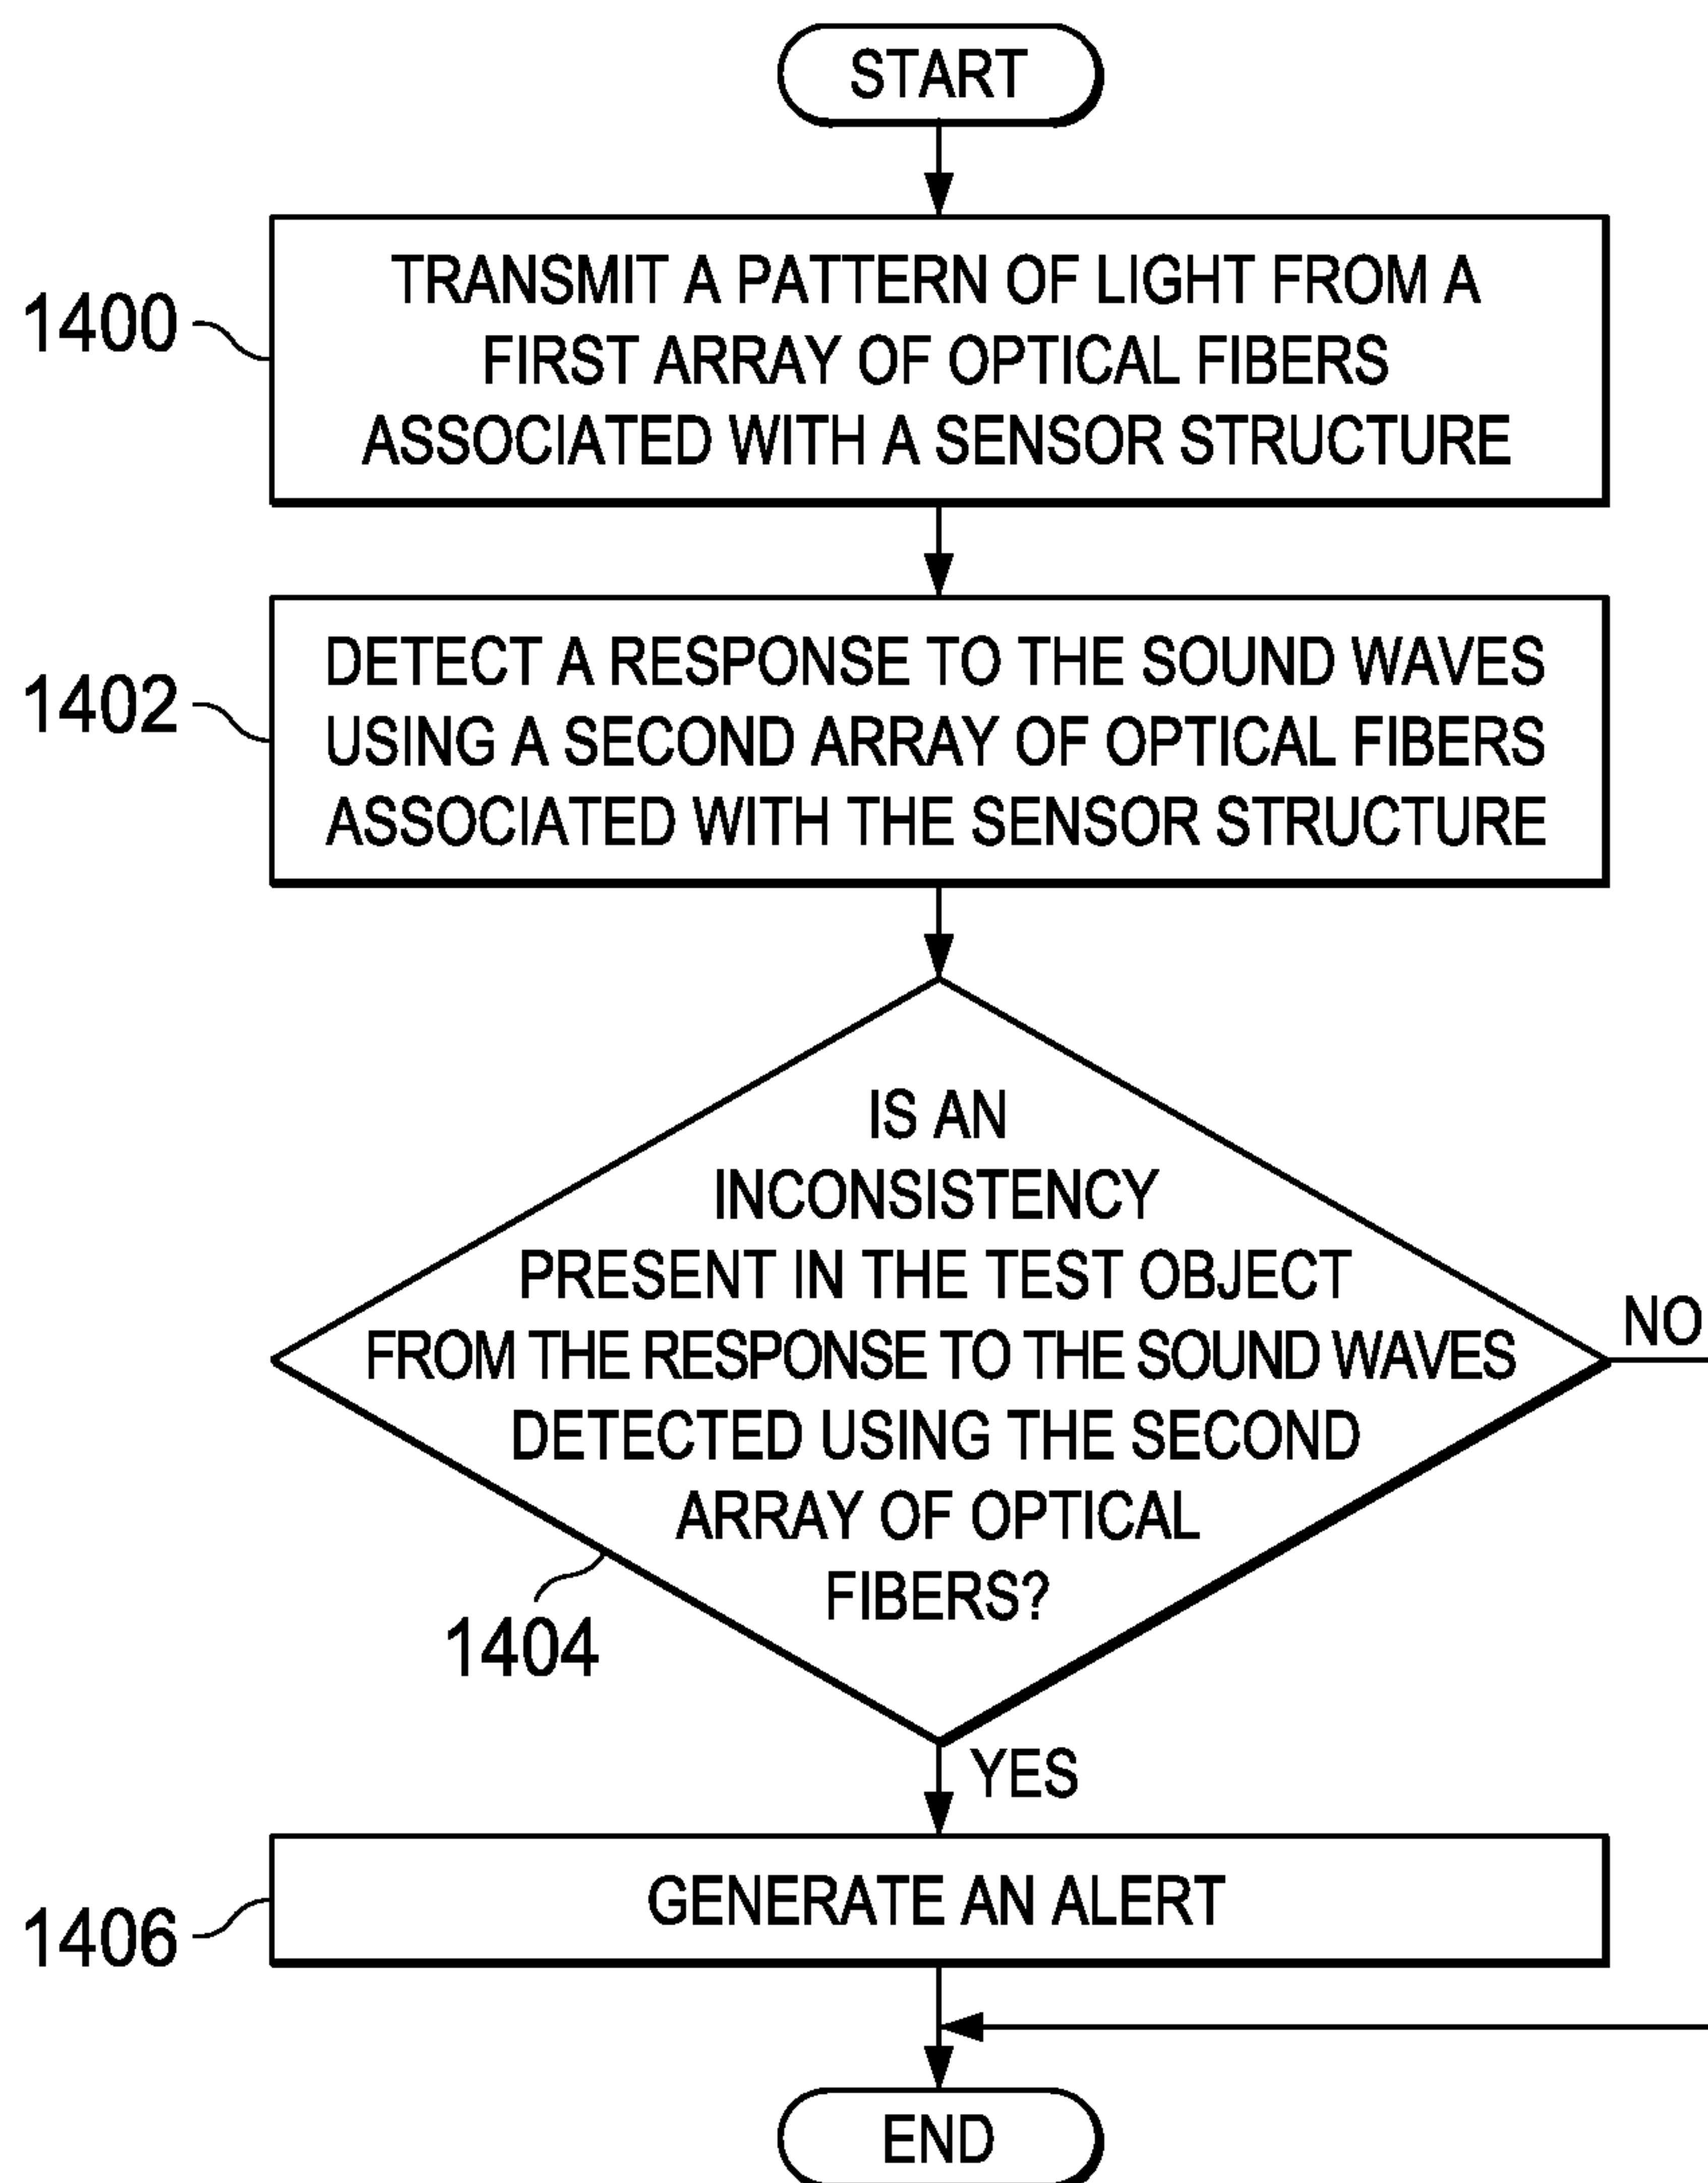 START
1400
TRANSMIT A PATTERN OF LIGHT FROM A
FIRST ARRAY OF OPTICAL FIBERS
ASSOCIATED WITH A SENSOR STRUCTURE
1402
DETECT A RESPONSE TO THE SOUND WAVES
USING A SECOND ARRAY OF OPTICAL FIBERS
ASSOCIATED WITH THE SENSOR STRUCTURE
IS AN
INCONSISTENCY
PRESENT IN THE TEST OBJECT
FROM THE RESPONSE TO THE SOUND WAVES
DETECTED USING THE SECOND
ARRAY OF OPTICAL
FIBERS?
NO
1404
YES
1406
GENERATE AN ALERT
END